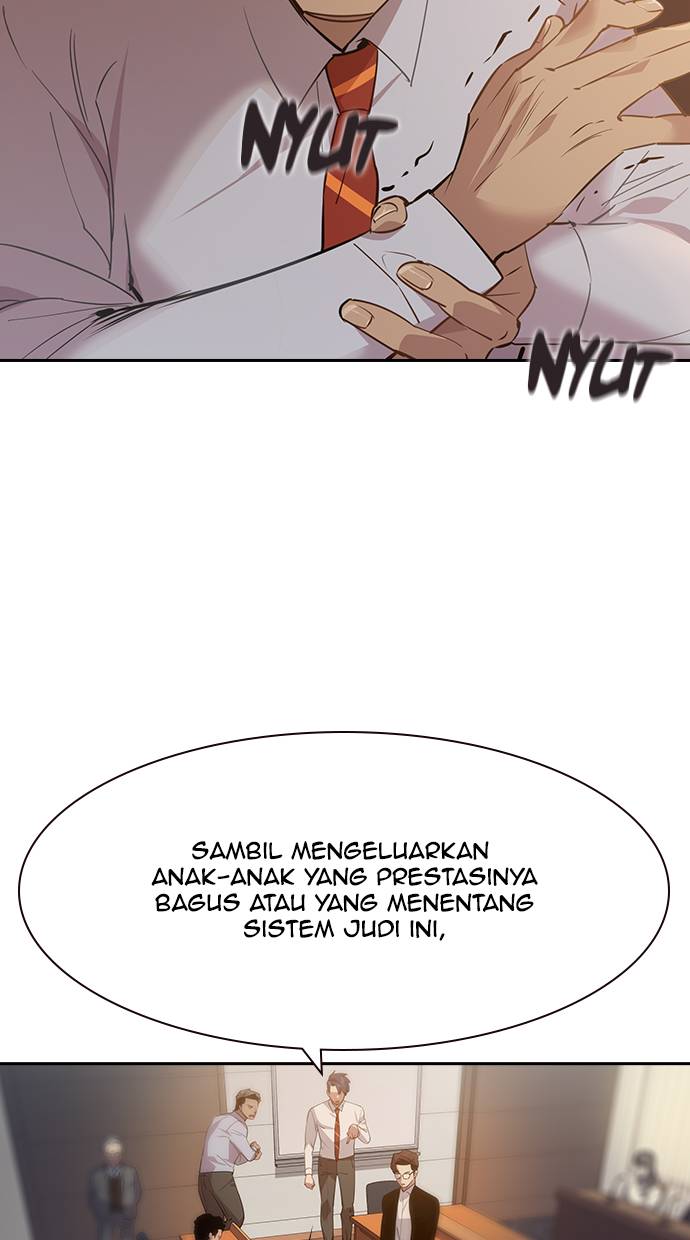 NYUT
NYUT
SAMBIL MENGELUARKAN
ANAK-ANAK YANG PRESTASINYA
BAGUS ATAU YANG MENENTANG
SISTEM JUDI INI,